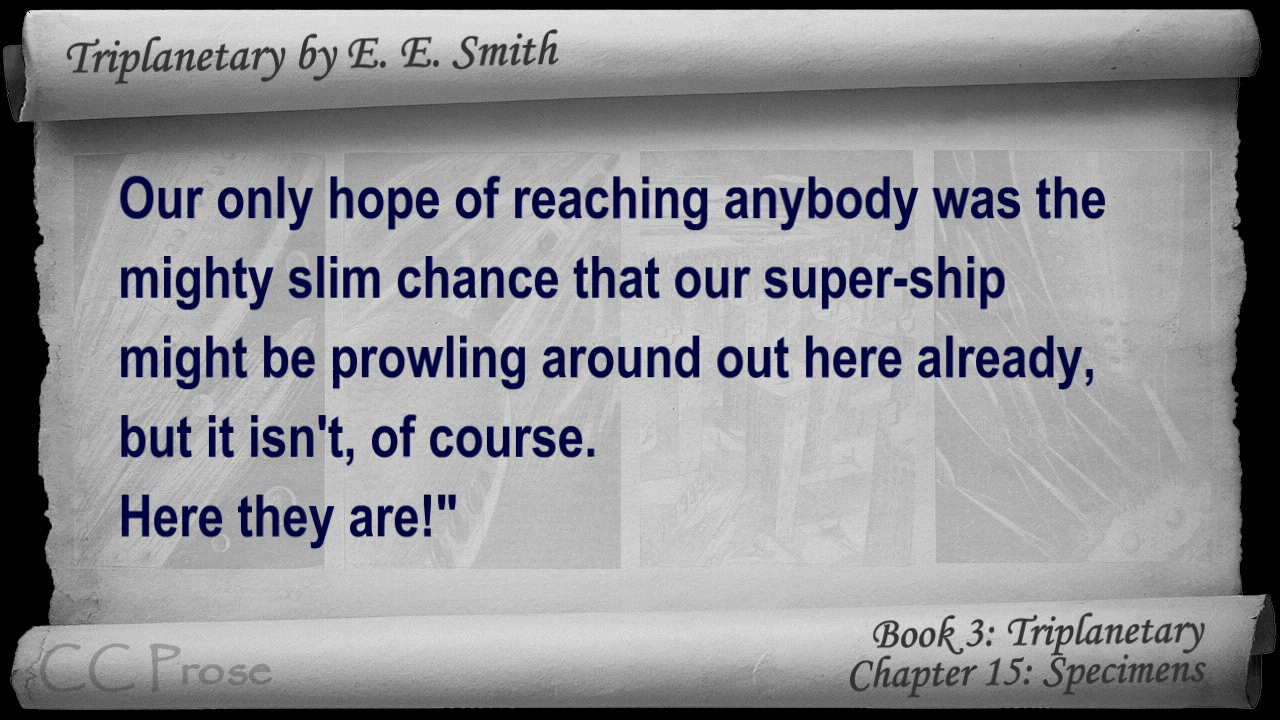 Triplanetary by E. E. Smith
Our only hope of reaching anybody was the
mighty slim chance that our super-ship
might be prowling around out here already,
but it isn't, of course.
Here they are!"
Book 3: Triplanetary
CC Prose
Chapter 15: Specimens